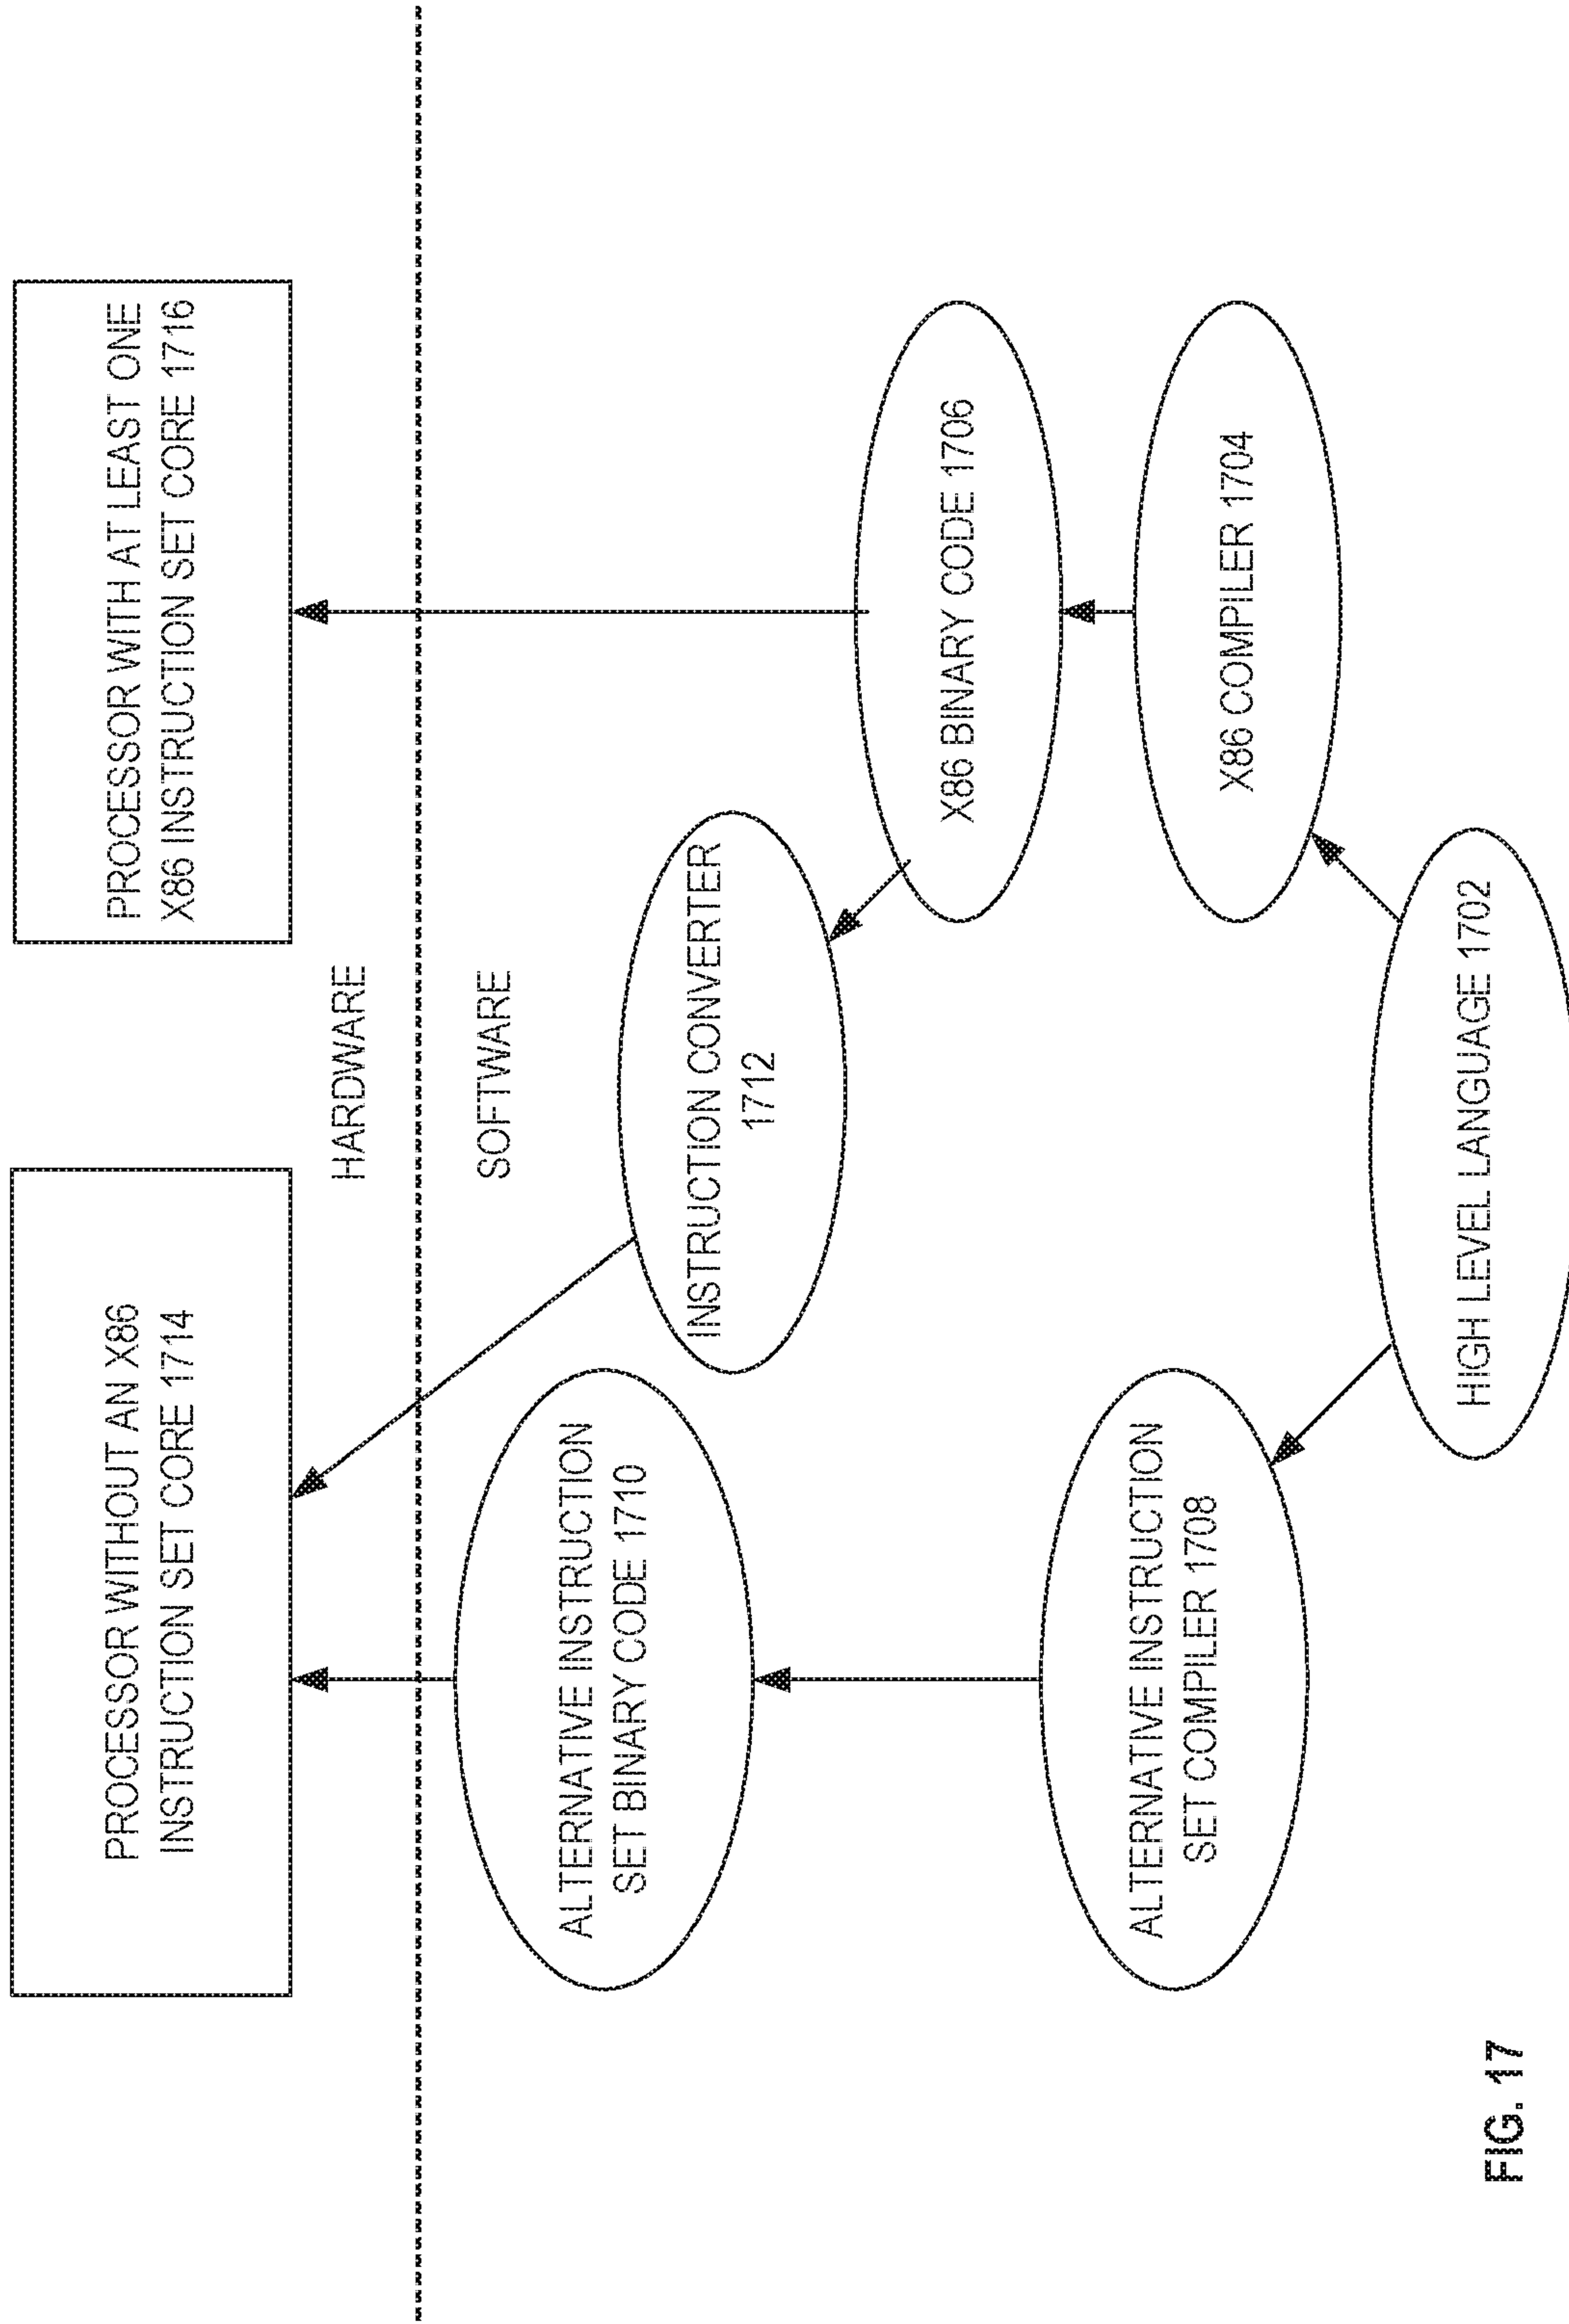 PROCESSOR WITHOUT AN X86
INSTRUCTION SET CORE 1714
PROCESSOR WITH AT LEAST ONE
X86 INSTRUCTION SET CORE 1716
HARDWARE
SOFTWARE
ALTERNATIVE INSTRUCTION
SET BINARY CODE 1710
INSTRUCTION CONVERTER
1712
X86 BINARY CODE 1706
ALTERNATIVE INSTRUCTION
SET COMPILER 1708
X86 COMPILER 1704
HIGH LEVEL LANGUAGE 1702
FIG. 17